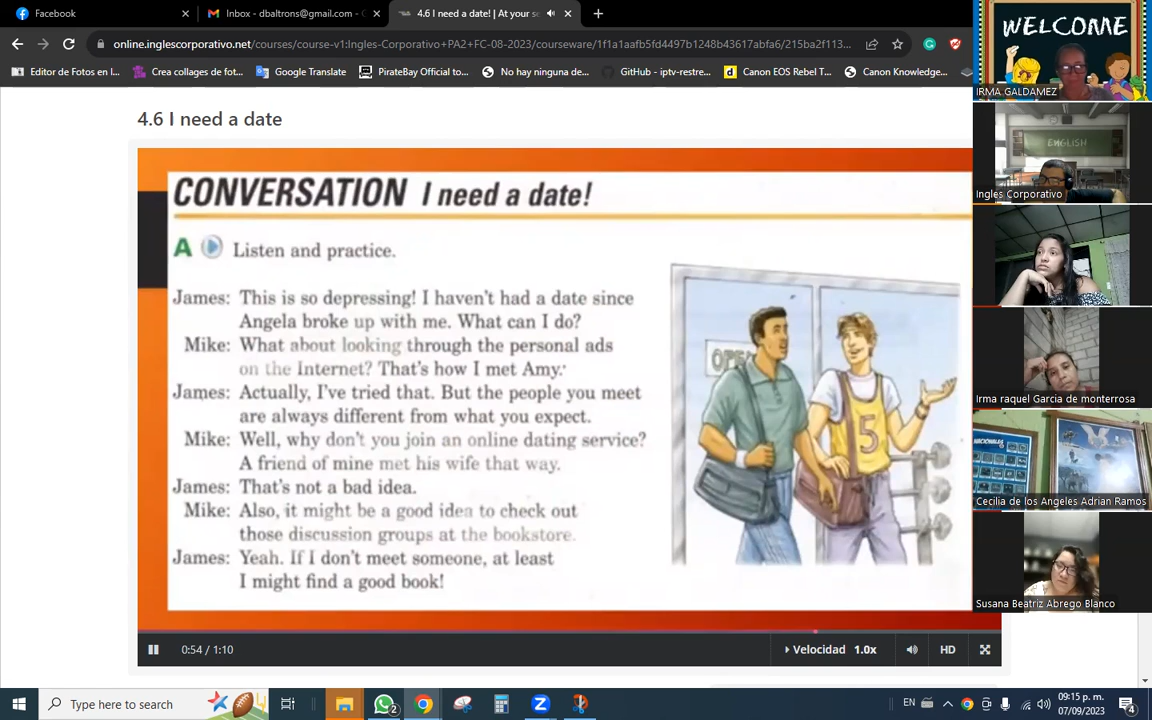 Facebook
Inbox - dbaltrons@gmail.com -
4.6 I need a date! | At your se
online.inglescorporativo.net/courses/course-v1:Ingles-Corporativo+PA2+FC-08-2023/courseware/1f1a1aafb5fd4497b1248b43617abfa6/215ba2f113...
Editor de Fotos en l...
Crea collages de fot...
Google Translate
PirateBay Official to...
No hay ninguna de...
GitHub - iptv-restre...
Canon EOS Rebel T...
Canon Knowledge...
WELCOME
IRMA GALDAMEZ
ENGLISH
Ingles Corporativo
Irma raquel Garcia de monterrosa
NACIONALES
Cecilia de los Angeles Adrian Ramos
Susana Beatriz Abrego Blanco
4.6 I need a date
CONVERSATION I need a date!
A Listen and practice.
James: This is so depressing! I haven't had a date since
Angela broke up with me. What can I do?
Mike: What about looking through the personal ads
on the Internet? That's how I met Amy.
James: Actually, I've tried that. But the people you meet
are always different from what you expect.
Mike: Well, why don't you join an online dating service?
A friend of mine met his wife that way.
James: That's not a bad idea.
Mike: Also, it might be a good idea to check out
those discussion groups at the bookstore.
James: Yeah. If I don't meet someone, at least
I might find a good book!
OPEN
5
0:54 / 1:10
Velocidad 1.0x
HD
Type here to search
2
EN
09:15 p. m.
07/09/2023
4